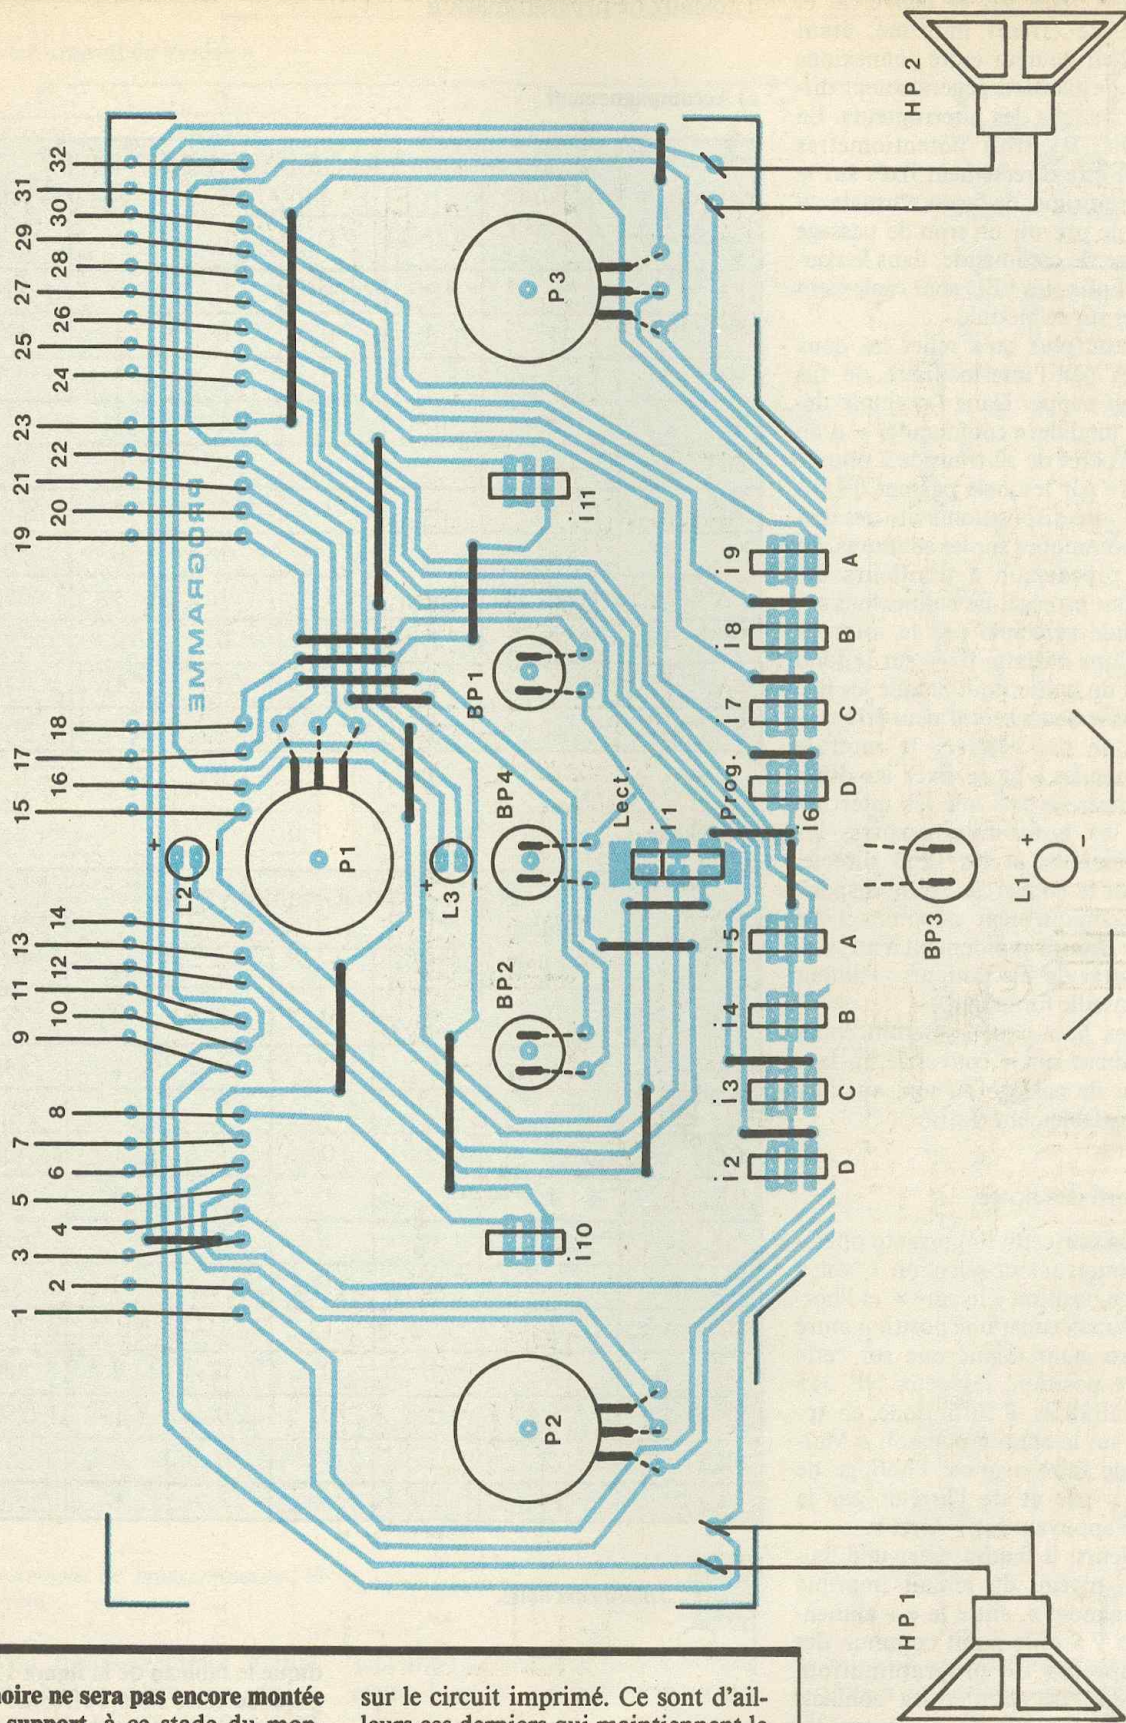 HP 2
32
31
30
29
28
27
26
25
24
23
22
21
20
19
18
17
16
15
14
13
12
11
10
9
8
7
6
5
4
3
2
1
PROGRAMME
P3
i11
i9
A
i8
B
i7
C
D
i6
BP1
Prog.
i1
Lect.
BP4
+
L2
-
P1
+
L3
-
BP2
BP3
L1
+
-
i5
A
i4
B
i3
C
i2
D
i10
P2
HP 1
noire ne sera pas encore montée
support, à ce stade du mon-
sur le circuit imprimé. Ce sont d'ail-
leurs ces derniers qui maintiennent le